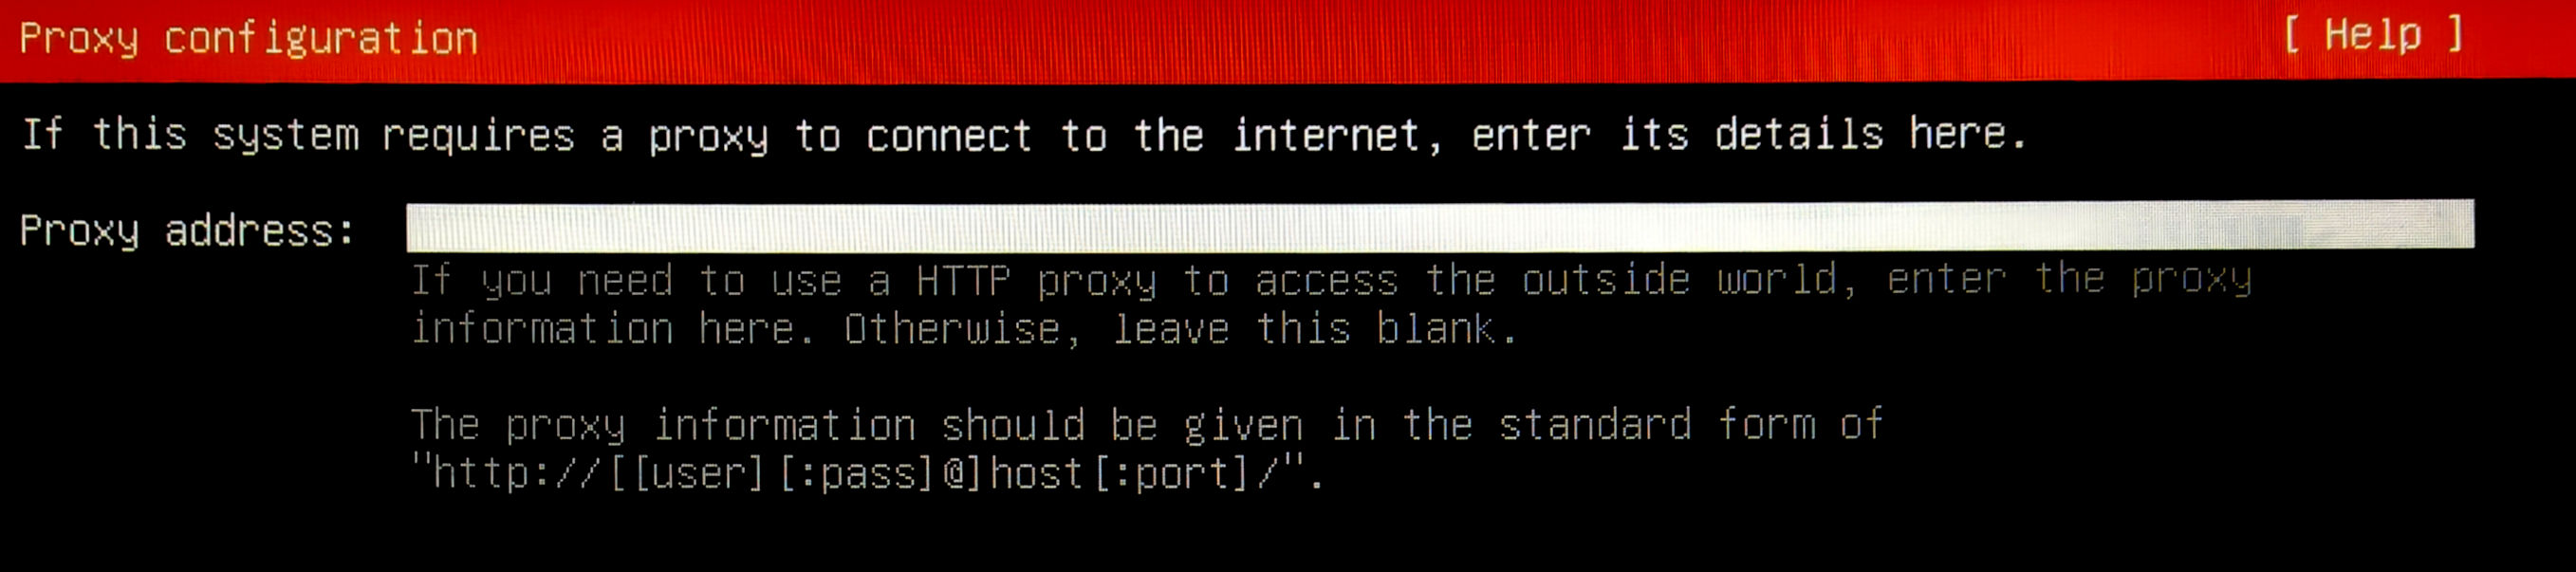 Proxy configuration [ Help ]
If this system requires a proxy to connect to the internet, enter its details here.
Proxy address:
If you need to use a HTTP proxy to access the outside world, enter the proxy
information here. Otherwise, leave this blank.
The proxy information should be given in the standard form of
"http://[[user][:pass]@]host[:port]/".